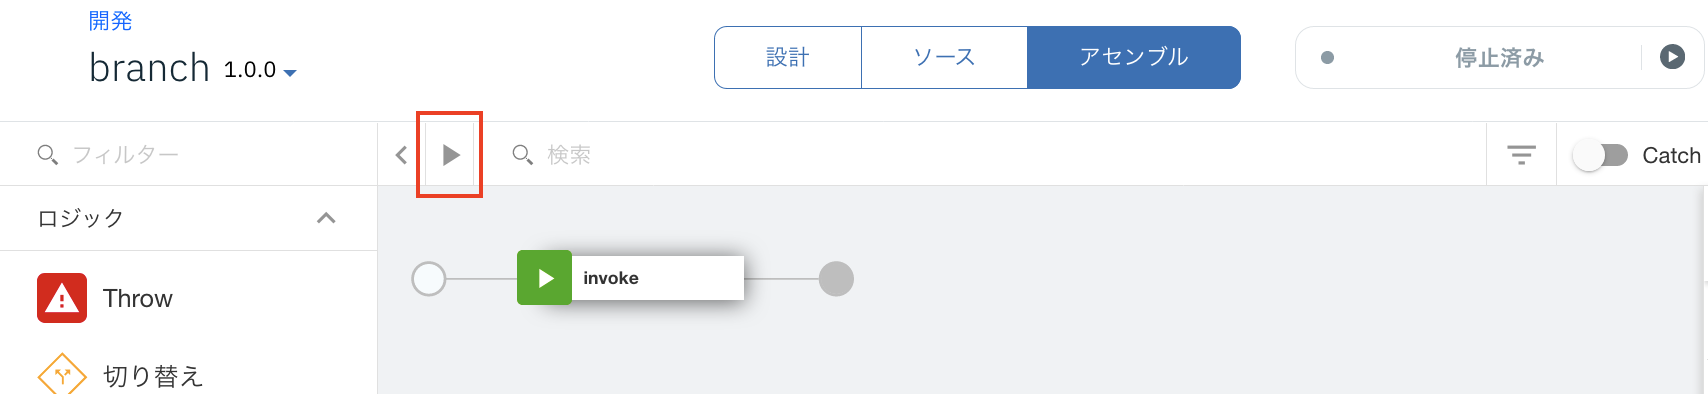 開発
branch 1.0.0
設計 ソース アセンブル
停止済み
フィルター
検索
Catch
ロジック
invoke
Throw
切り替え